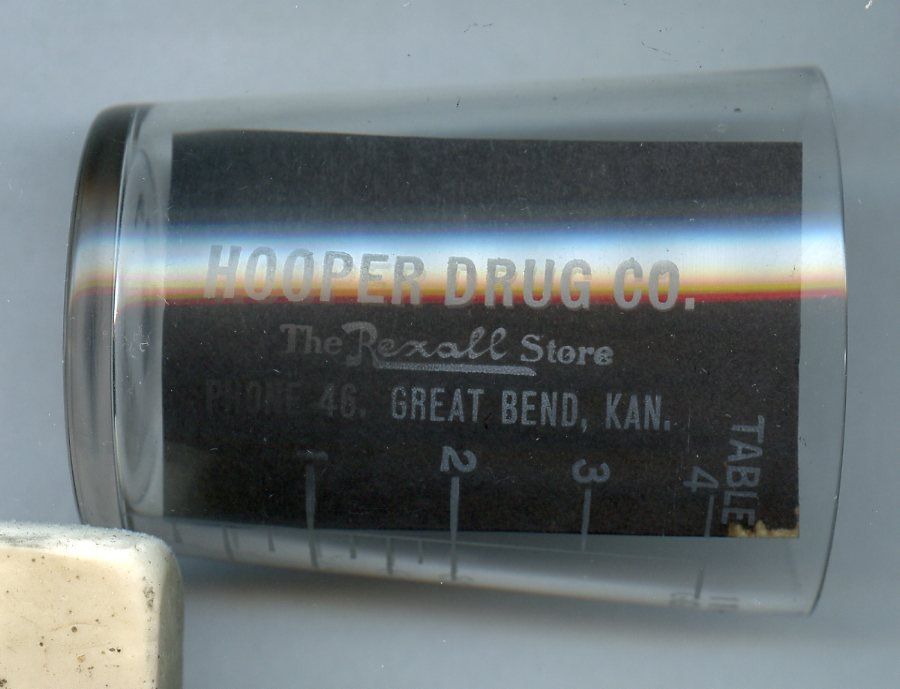 HOOPER DRUG CO.
The Rexall Store
PHONE 46. GREAT BEND, KAN.
1 2 3 4
TABLE